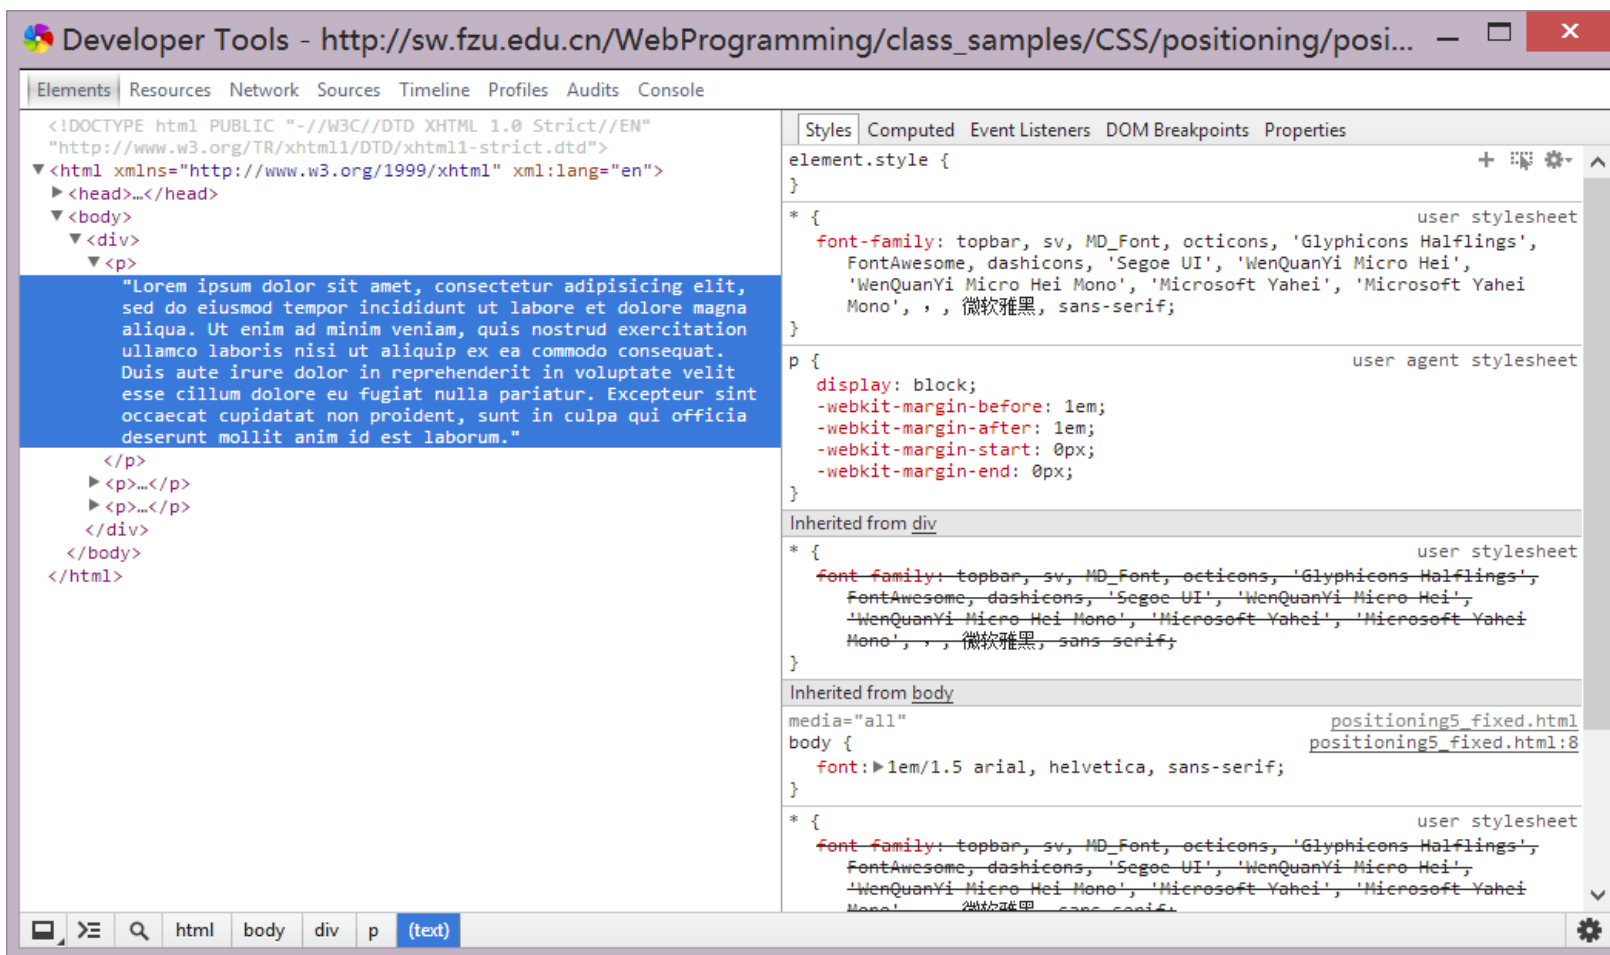 Developer Tools - http://sw.fzu.edu.cn/WebProgramming/class_samples/CSS/positioning/posi...
Elements Resources Network Sources Timeline Profiles Audits Console
<!DOCTYPE html PUBLIC "-//W3C//DTD XHTML 1.0 Strict//EN"
"http://www.w3.org/TR/xhtml1/DTD/xhtml1-strict.dtd">
▼<html xmlns="http://www.w3.org/1999/xhtml" xml:lang="en">
▶<head>…</head>
▼<body>
▼<div>
▼<p>
"Lorem ipsum dolor sit amet, consectetur adipisicing elit,
sed do eiusmod tempor incididunt ut labore et dolore magna
aliqua. Ut enim ad minim veniam, quis nostrud exercitation
ullamco laboris nisi ut aliquip ex ea commodo consequat.
Duis aute irure dolor in reprehenderit in voluptate velit
esse cillum dolore eu fugiat nulla pariatur. Excepteur sint
occaecat cupidatat non proident, sunt in culpa qui officia
deserunt mollit anim id est laborum."
</p>
▶<p>…</p>
▶<p>…</p>
</div>
</body>
</html>
Styles Computed Event Listeners DOM Breakpoints Properties
element.style {
}
* { user stylesheet
font-family: topbar, sv, MD_Font, octicons, 'Glyphicons Halflings',
FontAwesome, dashicons, 'Segoe UI', 'WenQuanYi Micro Hei',
'WenQuanYi Micro Hei Mono', 'Microsoft Yahei', 'Microsoft Yahei
Mono', ，, 微软雅黑, sans-serif;
}
p { user agent stylesheet
display: block;
-webkit-margin-before: 1em;
-webkit-margin-after: 1em;
-webkit-margin-start: 0px;
-webkit-margin-end: 0px;
}
Inherited from div
* { user stylesheet
font-family: topbar, sv, MD_Font, octicons, 'Glyphicons Halflings',
FontAwesome, dashicons, 'Segoe UI', 'WenQuanYi Micro Hei',
'WenQuanYi Micro Hei Mono', 'Microsoft Yahei', 'Microsoft Yahei
Mono', ，, 微软雅黑, sans-serif;
}
Inherited from body
media="all" positioning5_fixed.html
body { positioning5_fixed.html:8
font:▶1em/1.5 arial, helvetica, sans-serif;
}
* { user stylesheet
font-family: topbar, sv, MD_Font, octicons, 'Glyphicons Halflings',
FontAwesome, dashicons, 'Segoe UI', 'WenQuanYi Micro Hei',
'WenQuanYi Micro Hei Mono', 'Microsoft Yahei', 'Microsoft Yahei
Mono', 微软雅黑, sans-serif;
html body div p (text)